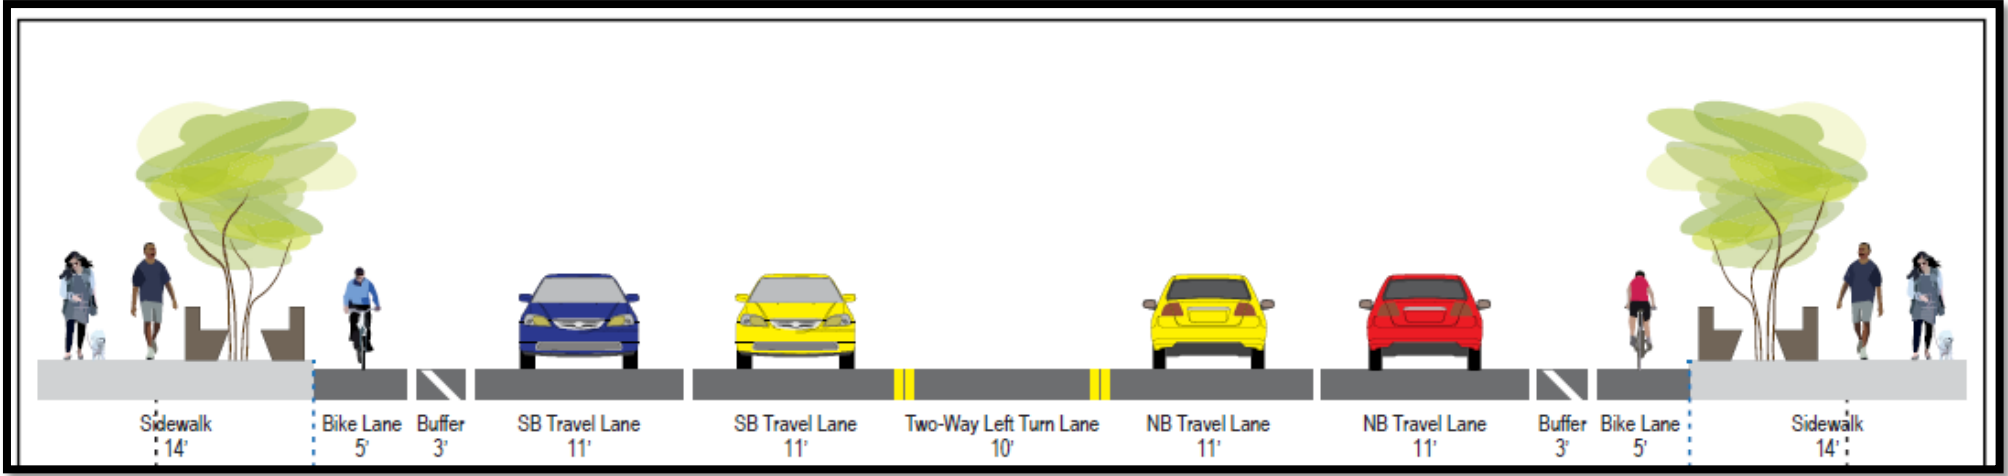 Sidewalk Bike Lane Buffer SB Travel Lane SB Travel Lane Two-Way Left Turn Lane NB Travel Lane NB Travel Lane Buffer Bike Lane Sidewalk
14' 5' 3' 11' 11' 10' 11' 11' 3' 5' 14'